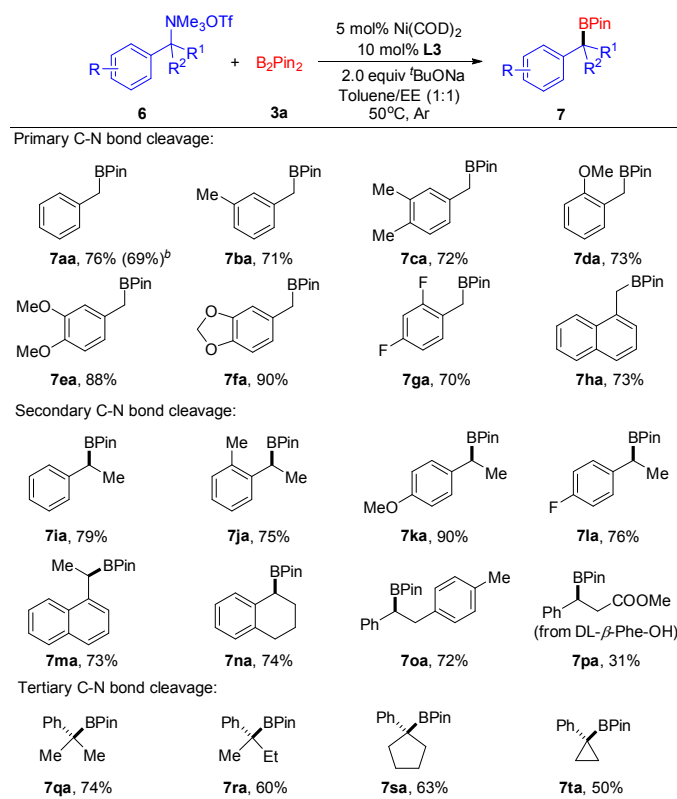 NMe₃OTf
R¹
R²
R
6
+
B₂Pin₂
3a
5 mol% Ni(COD)₂
10 mol% L3
2.0 equiv ᵗBuONa
Toluene/EE (1:1)
50°C, Ar
BPin
R¹
R²
R
7
Primary C-N bond cleavage:
BPin
Me BPin
Me BPin
Me
OMe BPin
7aa, 76% (69%)ᵇ 7ba, 71% 7ca, 72% 7da, 73%
MeO BPin
MeO
O BPin
O
F BPin
F
BPin
7ea, 88% 7fa, 90% 7ga, 70% 7ha, 73%
Secondary C-N bond cleavage:
BPin
Me
Me BPin
Me
BPin
Me
MeO
BPin
Me
F
7ia, 79% 7ja, 75% 7ka, 90% 7la, 76%
Me BPin
BPin
BPin Me
Ph
BPin
Ph COOMe
(from DL-β-Phe-OH)
7ma, 73% 7na, 74% 7oa, 72% 7pa, 31%
Tertiary C-N bond cleavage:
Ph BPin
Me Me
Ph BPin
Me Et
Ph BPin
Ph BPin
7qa, 74% 7ra, 60% 7sa, 63% 7ta, 50%